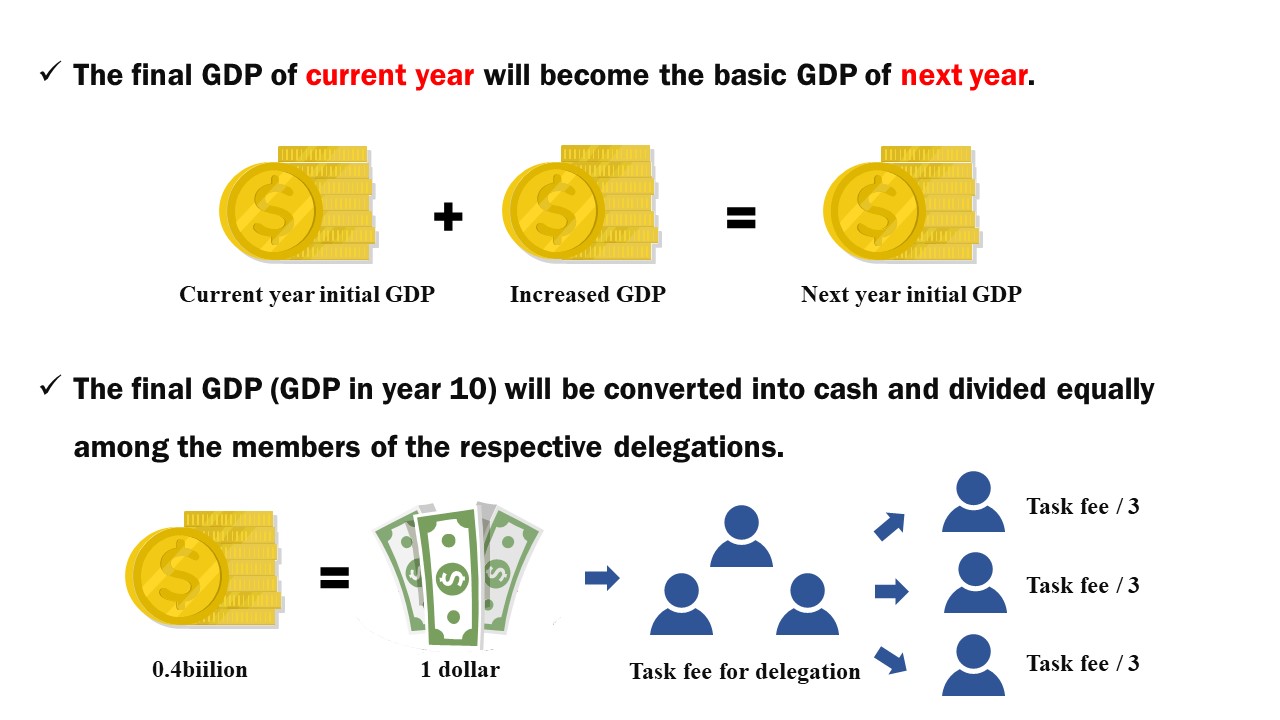 ✓ The final GDP of current year will become the basic GDP of next year.
+
=
Current year initial GDP
Increased GDP
Next year initial GDP
✓ The final GDP (GDP in year 10) will be converted into cash and divided equally
among the members of the respective delegations.
=
Task fee / 3
Task fee / 3
Task fee / 3
0.4biilion
1 dollar
Task fee for delegation